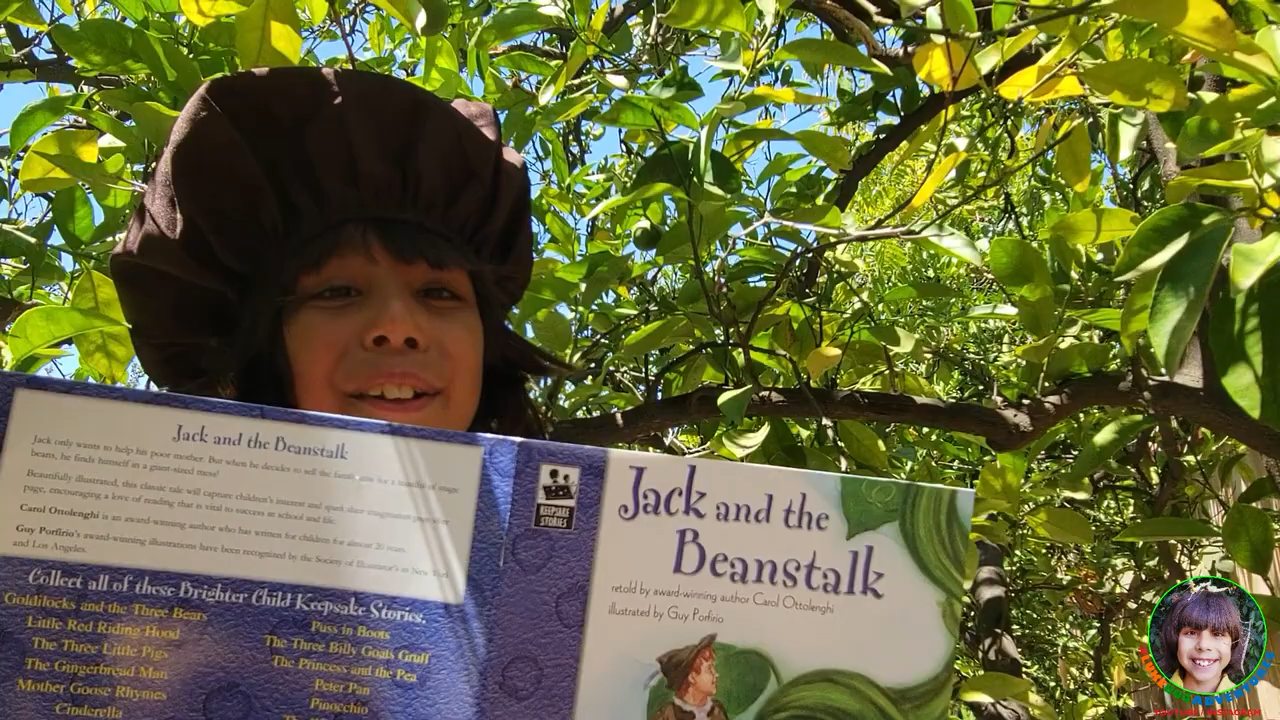 Jack and the Beanstalk
Jack only wants to help his poor mother. But when he decides to sell the family cow for a handful of magic
beans, he finds himself in a giant-sized mess!
Beautifully illustrated, this classic tale will capture children's interest and spark their imagination page after
page, encouraging a love of reading that is vital to success in school and life.
Carol Ottolenghi is an award-winning author who has written for children for almost 20 years.
Guy Porfirio's award-winning illustrations have been recognized by the Society of Illustrator's in New York
and Los Angeles.
Collect all of these Brighter Child Keepsake Stories.
Goldilocks and the Three Bears
Little Red Riding Hood
The Three Little Pigs
The Gingerbread Man
Mother Goose Rhymes
Cinderella
Puss in Boots
The Three Billy Goats Gruff
The Princess and the Pea
Peter Pan
Pinocchio
KEEPSAKE
STORIES
Jack and the
Beanstalk
retold by award-winning author Carol Ottolenghi
illustrated by Guy Porfirio